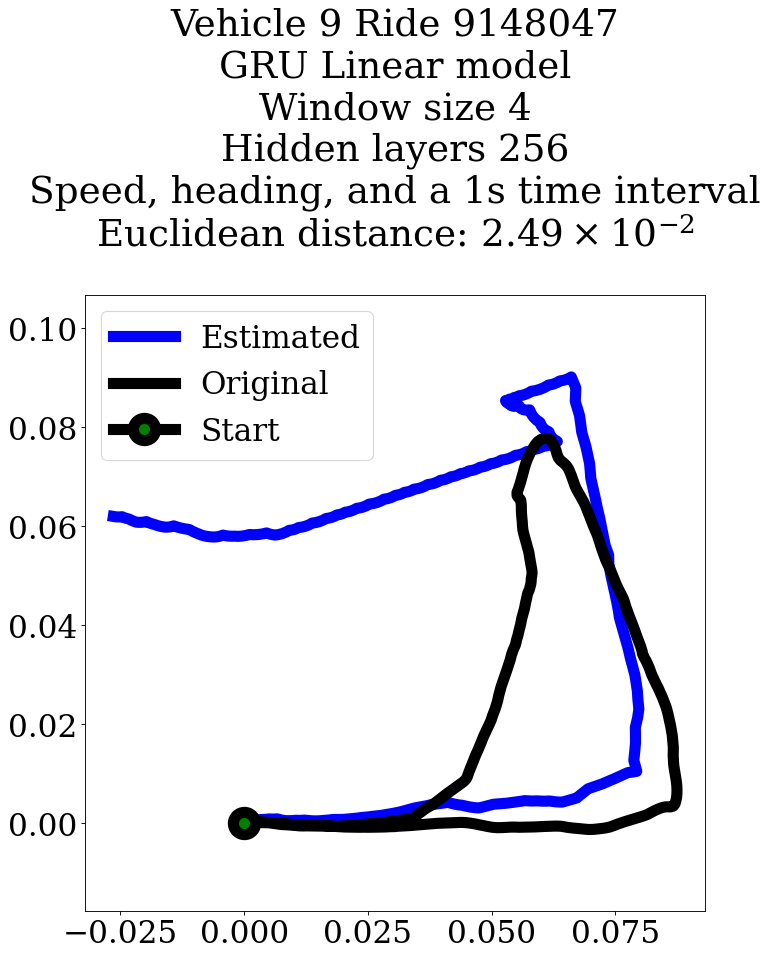 Vehicle 9 Ride 9148047
GRU Linear model
Window size 4
Hidden layers 256
Speed, heading, and a 1s time interval
Euclidean distance: 2.49 × 10⁻²
Estimated
Original
Start
0.10
0.08
0.06
0.04
0.02
0.00
−0.025 0.000 0.025 0.050 0.075